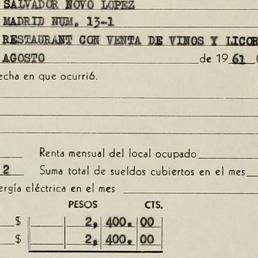 SALVADOR NOVO LOPEZ
MADRID NUM. 13-1
RESTAURANT CON VENTA DE VINOS Y LICOR
AGOSTO de 1961 (
echa en que ocurrió.
Renta mensual del local ocupado
2 Suma total de sueldos cubiertos en el mes
ergía eléctrica en el mes
PESOS CTS.
$ 2, 400. 00
$ 2, 400. 00